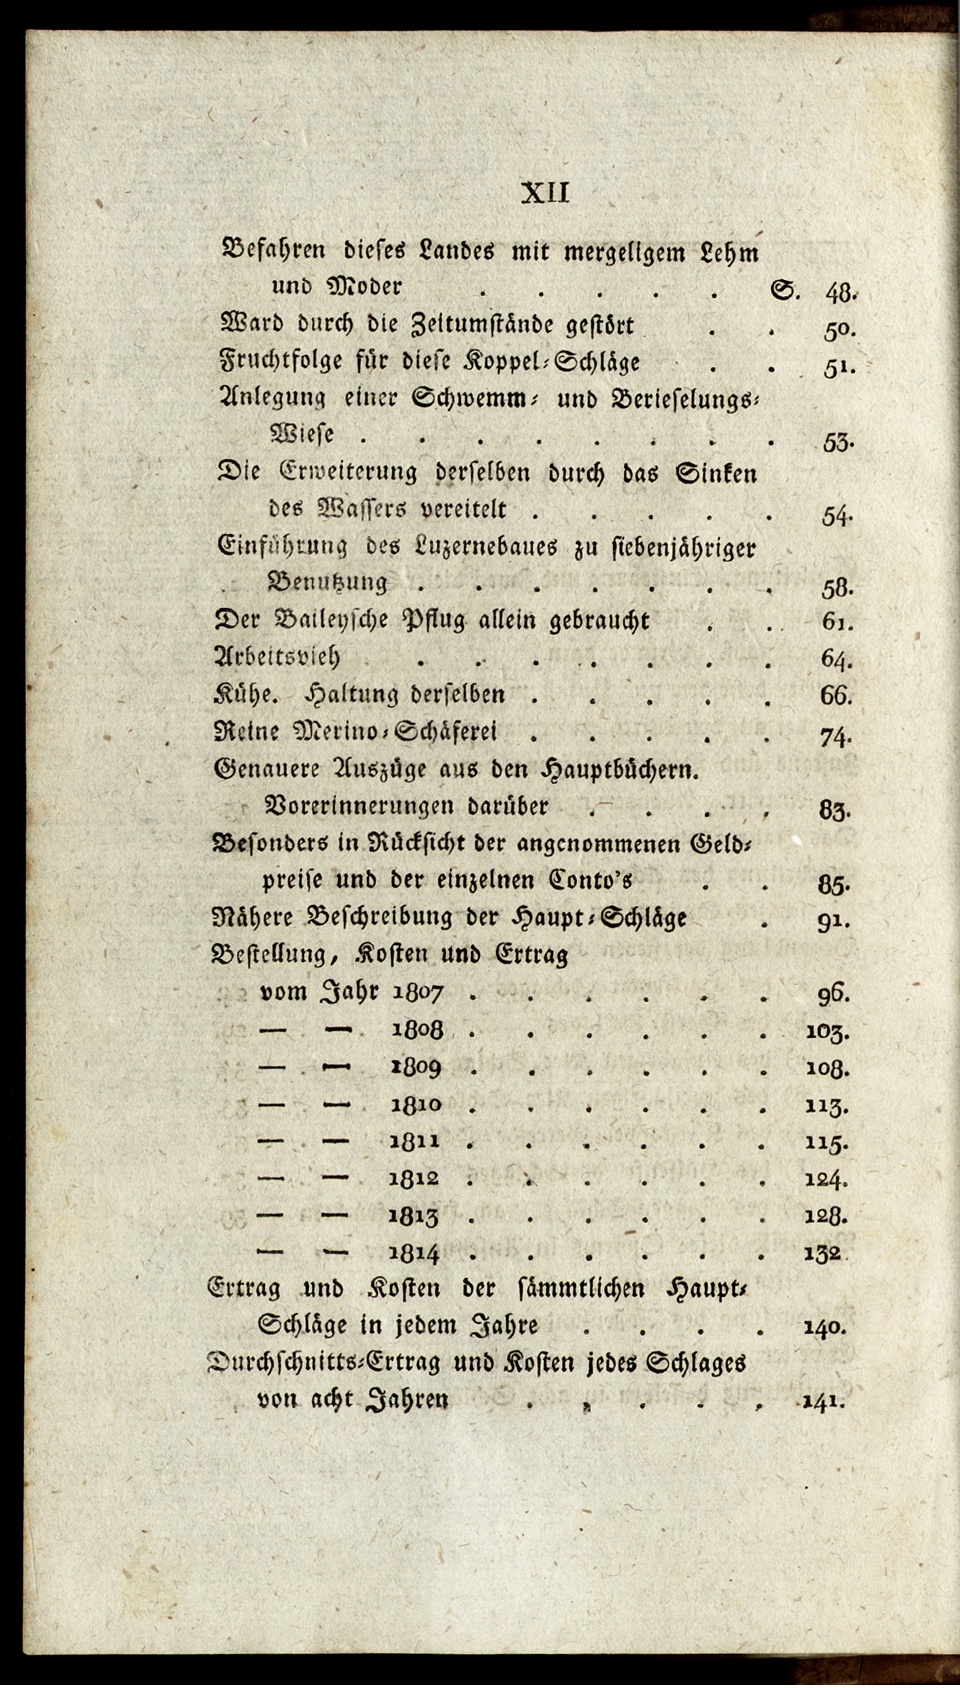 XII
Befahren dieses Landes mit mergeligem Lehm
und Moder . . . . . S. 48.
Ward durch die Zeitumstände gestört . . 50.
Fruchtfolge für diese Koppel-Schläge . . 51.
Anlegung einer Schwemm- und Berieselungs-
Wiese . . . . . . . . 53.
Die Erweiterung derselben durch das Sinken
des Wassers vereitelt . . . . . 54.
Einführung des Luzernebaues zu siebenjähriger
Benutzung . . . . . . . 58.
Der Baileysche Pflug allein gebraucht . . 61.
Arbeitsvieh . . . . . . . 64.
Kühe. Haltung derselben . . . . . 66.
Reine Merino-Schäferei . . . . . 74.
Genauere Auszüge aus den Hauptbüchern.
Vorerinnerungen darüber . . . . 83.
Besonders in Rücksicht der angenommenen Geld-
preise und der einzelnen Conto's . . 85.
Nähere Beschreibung der Haupt-Schläge . 91.
Bestellung, Kosten und Ertrag
vom Jahr 1807 . . . . . . 96.
— — 1808 . . . . . . 103.
— — 1809 . . . . . . 108.
— — 1810 . . . . . . 113.
— — 1811 . . . . . . 115.
— — 1812 . . . . . . 124.
— — 1813 . . . . . . 128.
— — 1814 . . . . . . 132
Ertrag und Kosten der sämmtlichen Haupt-
Schläge in jedem Jahre . . . . 140.
Durchschnitts-Ertrag und Kosten jedes Schlages
von acht Jahren . . . . . 141.